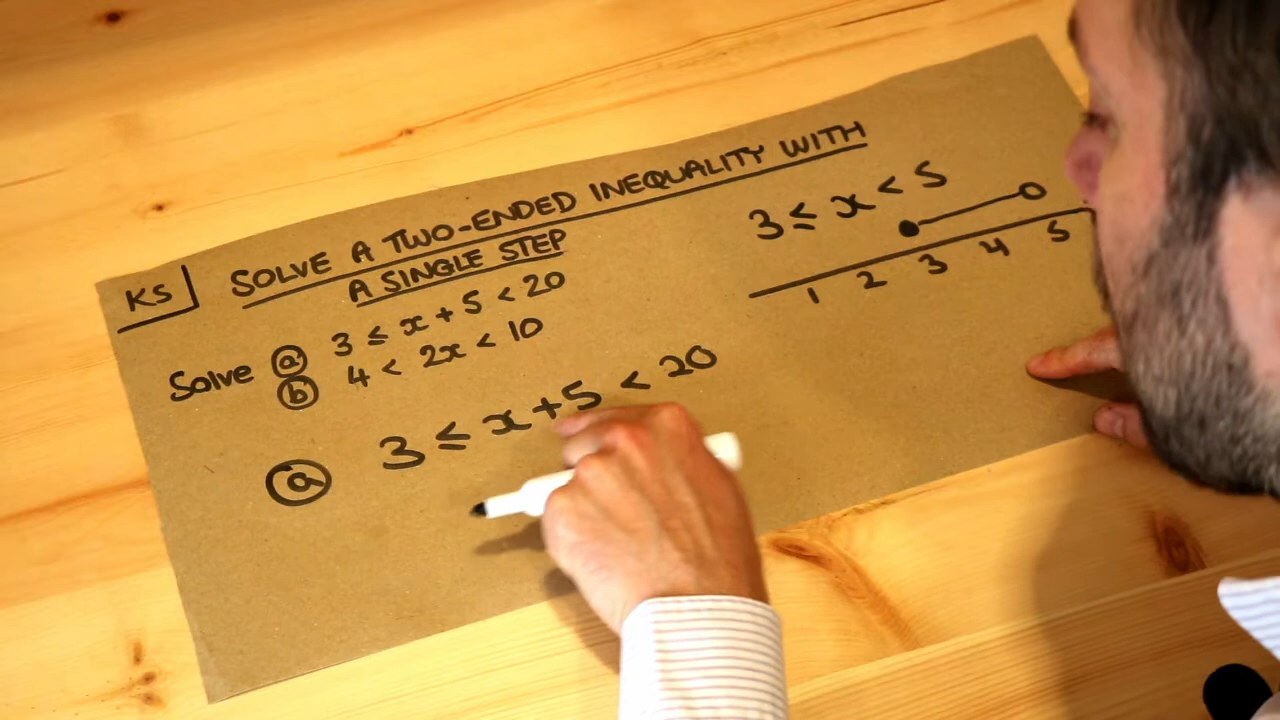 KS
SOLVE A TWO-ENDED INEQUALITY WITH
A SINGLE STEP
Solve ⓐ 3 ≤ x + 5 < 20
ⓑ 4 < 2x < 10
ⓐ 3 ≤ x + 5 < 20
3 ≤ x < 5
1 2 3 4 5